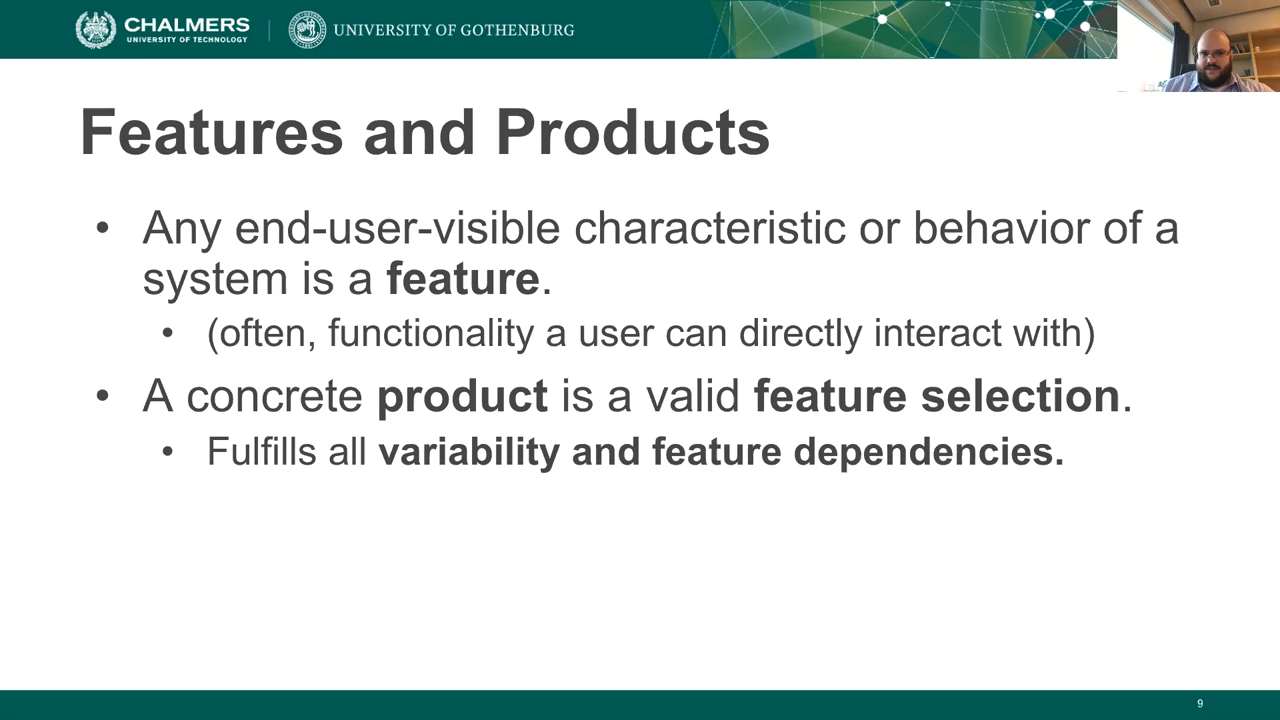 CHALMERS
UNIVERSITY OF TECHNOLOGY
UNIVERSITY OF GOTHENBURG
Features and Products
• Any end-user-visible characteristic or behavior of a
system is a feature.
• (often, functionality a user can directly interact with)
• A concrete product is a valid feature selection.
• Fulfills all variability and feature dependencies.
9